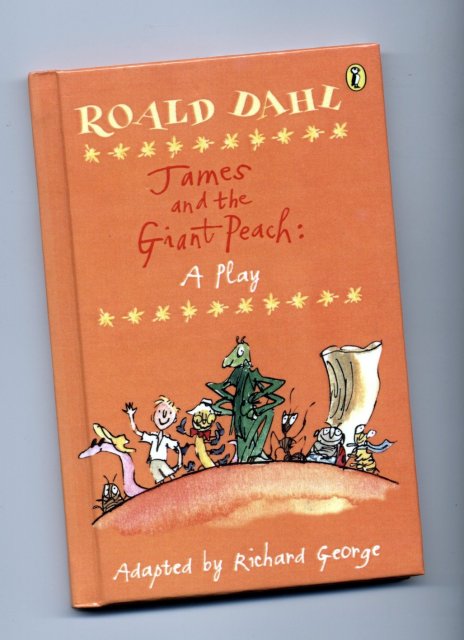 ROALD DAHL
James
and the
Giant Peach:
A Play
Adapted by Richard George